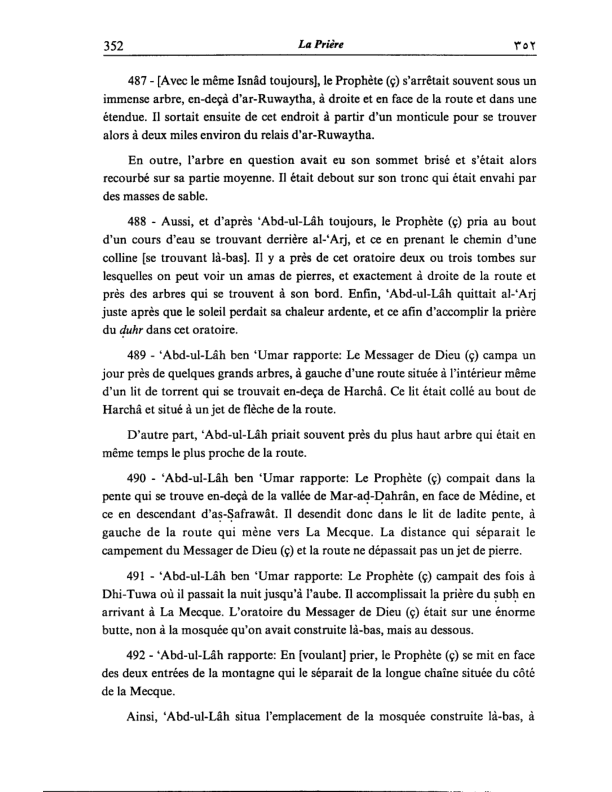 352 La Prière ٣٥٢
487 - [Avec le même Isnâd toujours], le Prophète (ç) s'arrêtait souvent sous un
immense arbre, en-deçà d'ar-Ruwaytha, à droite et en face de la route et dans une
étendue. Il sortait ensuite de cet endroit à partir d'un monticule pour se trouver
alors à deux miles environ du relais d'ar-Ruwaytha.
En outre, l'arbre en question avait eu son sommet brisé et s'était alors
recourbé sur sa partie moyenne. Il était debout sur son tronc qui était envahi par
des masses de sable.
488 - Aussi, et d'après ‘Abd-ul-Lâh toujours, le Prophète (ç) pria au bout
d'un cours d'eau se trouvant derrière al-‘Arj, et ce en prenant le chemin d'une
colline [se trouvant là-bas]. Il y a près de cet oratoire deux ou trois tombes sur
lesquelles on peut voir un amas de pierres, et exactement à droite de la route et
près des arbres qui se trouvent à son bord. Enfin, ‘Abd-ul-Lâh quittait al-‘Arj
juste après que le soleil perdait sa chaleur ardente, et ce afin d'accomplir la prière
du ḍuhr dans cet oratoire.
489 - ‘Abd-ul-Lâh ben ‘Umar rapporte: Le Messager de Dieu (ç) campa un
jour près de quelques grands arbres, à gauche d'une route située à l'intérieur même
d'un lit de torrent qui se trouvait en-deça de Harchâ. Ce lit était collé au bout de
Harchâ et situé à un jet de flèche de la route.
D'autre part, ‘Abd-ul-Lâh priait souvent près du plus haut arbre qui était en
même temps le plus proche de la route.
490 - ‘Abd-ul-Lâh ben ‘Umar rapporte: Le Prophète (ç) compait dans la
pente qui se trouve en-deçà de la vallée de Mar-aḍ-Ḍahrân, en face de Médine, et
ce en descendant d'aṣ-Ṣafrawât. Il desendit donc dans le lit de ladite pente, à
gauche de la route qui mène vers La Mecque. La distance qui séparait le
campement du Messager de Dieu (ç) et la route ne dépassait pas un jet de pierre.
491 - ‘Abd-ul-Lâh ben ‘Umar rapporte: Le Prophète (ç) campait des fois à
Dhi-Tuwa où il passait la nuit jusqu'à l'aube. Il accomplissait la prière du ṣubḥ en
arrivant à La Mecque. L'oratoire du Messager de Dieu (ç) était sur une énorme
butte, non à la mosquée qu'on avait construite là-bas, mais au dessous.
492 - ‘Abd-ul-Lâh rapporte: En [voulant] prier, le Prophète (ç) se mit en face
des deux entrées de la montagne qui le séparait de la longue chaîne située du côté
de la Mecque.
Ainsi, ‘Abd-ul-Lâh situa l'emplacement de la mosquée construite là-bas, à